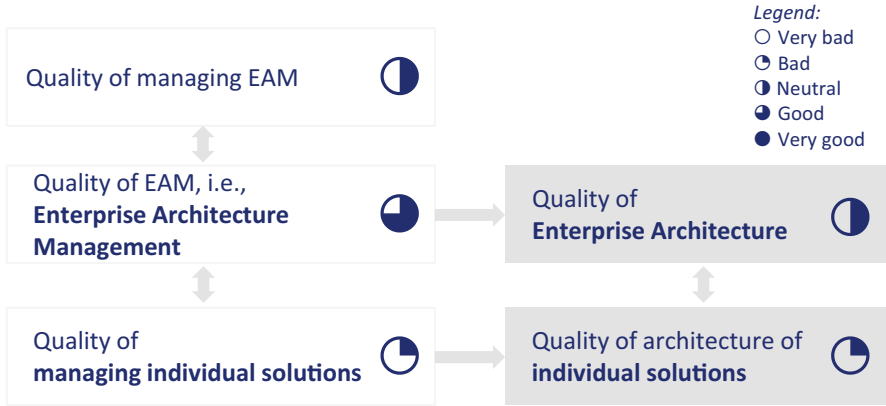 Legend:
Very bad
Bad
Neutral
Good
Very good
Quality of managing EAM
Quality of EAM, i.e.,
Enterprise Architecture
Management
Quality of
Enterprise Architecture
Quality of
managing individual solutions
Quality of architecture of
individual solutions